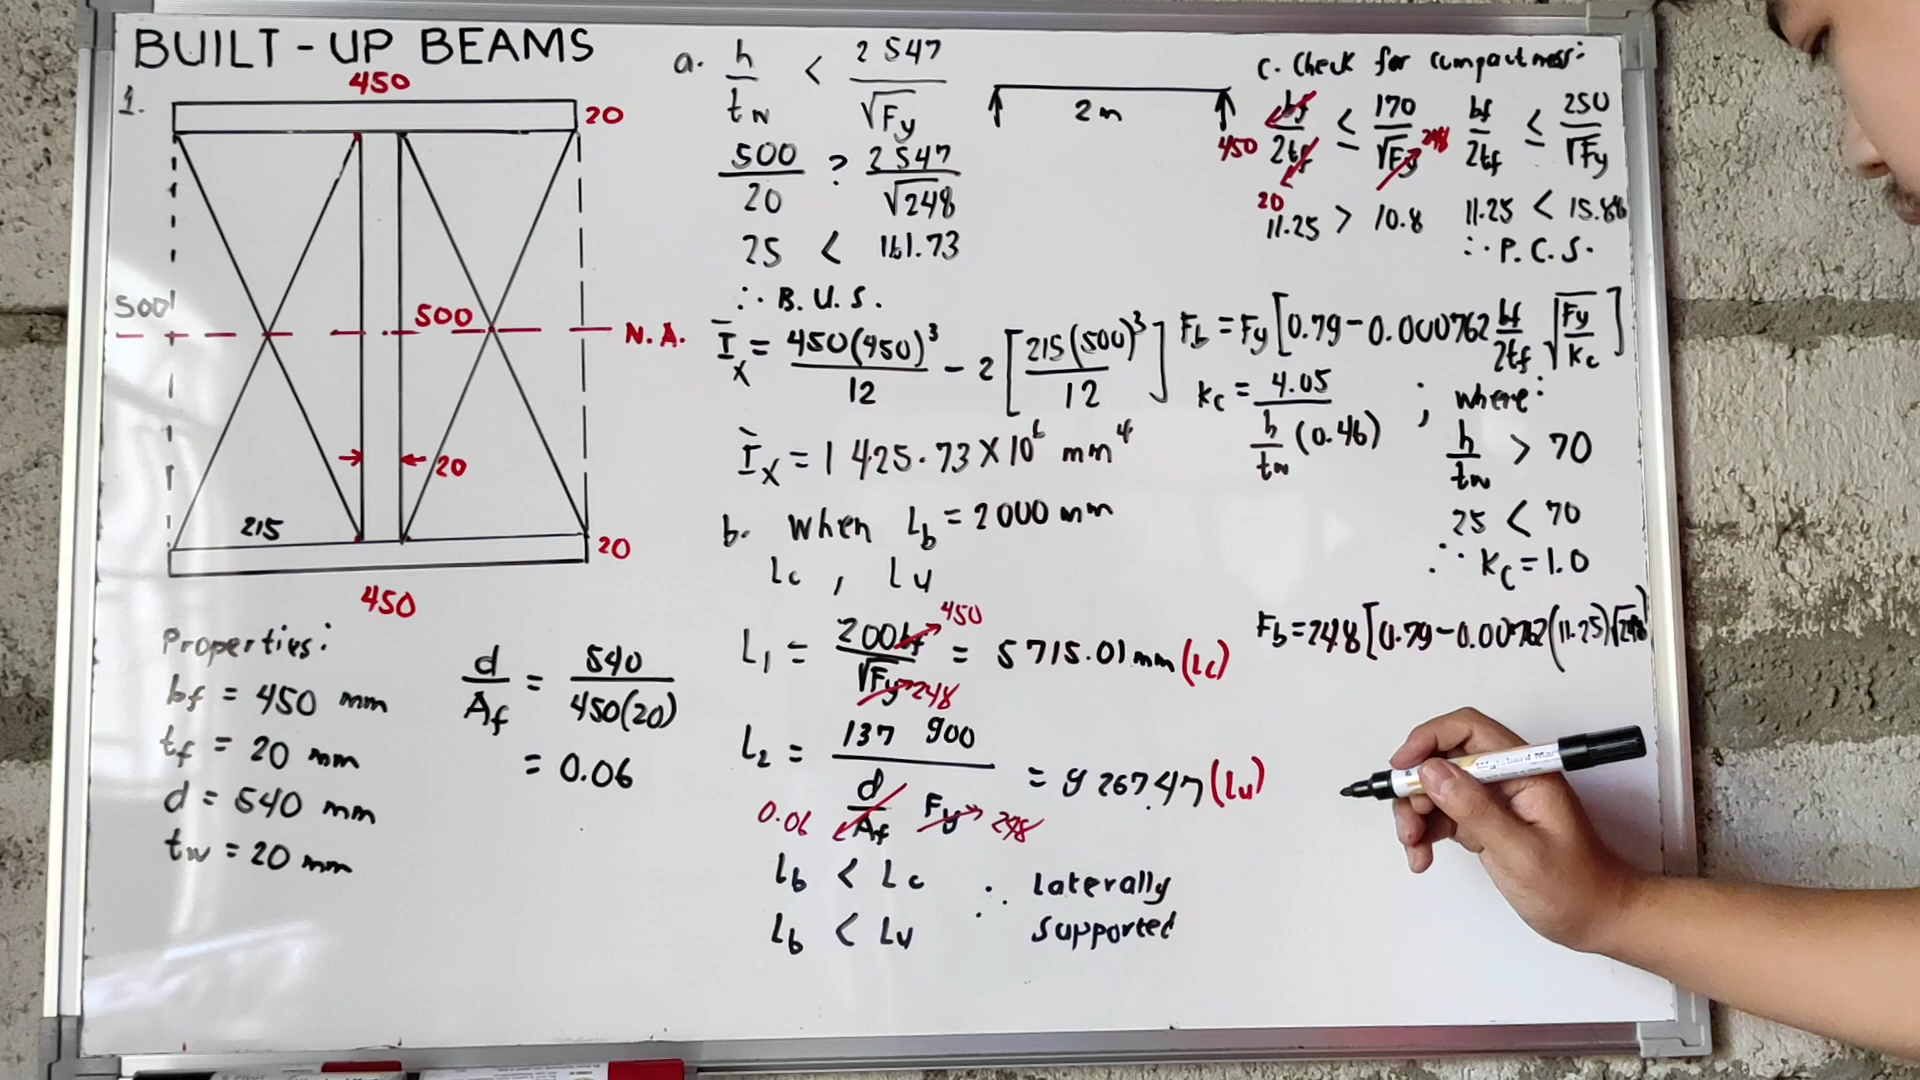 BUILT-UP BEAMS
1.
450
20
500
500
N.A.
20
215
20
450
Properties:
bf = 450 mm
tf = 20 mm
d = 540 mm
tw = 20 mm
d/Af = 540/450(20)
= 0.06
a. h/tw < 2 547/√Fy
500/20 ? 2 547/√248
25 < 161.73
∴ B.U.S.
Ix = 450(450)³/12 - 2[215(500)³/12]
Ix = 1 425.73 x 10⁶ mm⁴
b. when Lb = 2000 mm
Lc, Lu
L1 = 200bf/√Fy = 5 715.01 mm (Lc)
450
248
L2 = 137 900/(d/Af Fy) = 9 267.47 (Lu)
0.06
248
Lb < Lc ∴ Laterally
Lb < Lu supported
2m
c. Check for compactness:
bf/2tf ≤ 170/√Fy bf/2tf ≤ 250/√Fy
450
248
20
11.25 > 10.8 11.25 < 15.88
∴ P.C.S.
Fb = Fy[0.79 - 0.000762 bf/2tf √Fy/kc]
kc = 4.05/h/tw (0.46) ; where:
h/tw > 70
25 < 70
∴ kc = 1.0
Fb = 248[0.79 - 0.00762(11.25)√248]